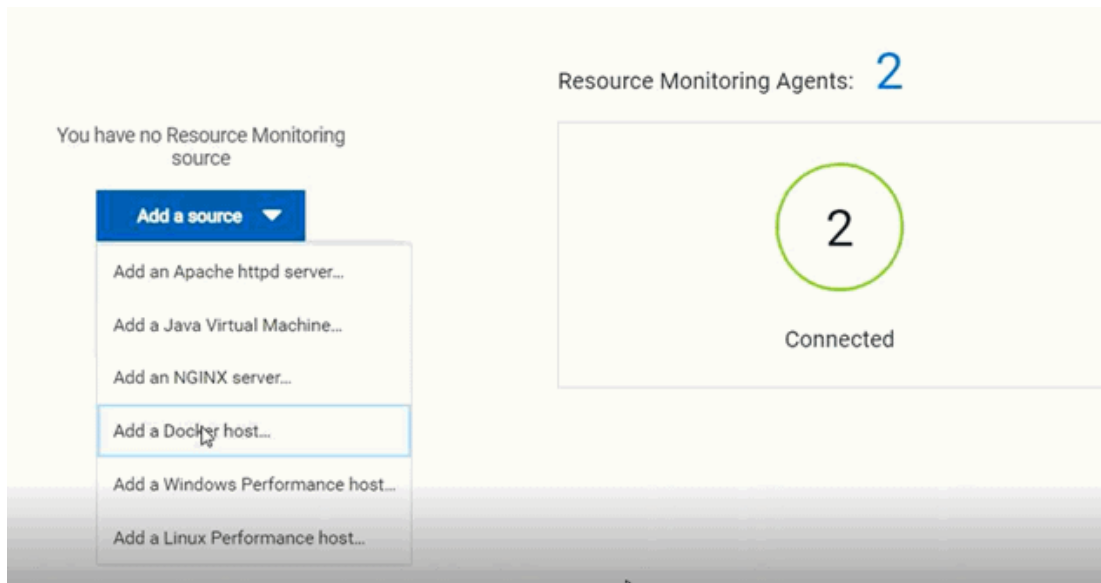 Resource Monitoring Agents: 2
You have no Resource Monitoring
source
Add a source
Add an Apache httpd server...
Add a Java Virtual Machine...
Add an NGINX server...
Add a Docker host...
Add a Windows Performance host...
Add a Linux Performance host...
2
Connected